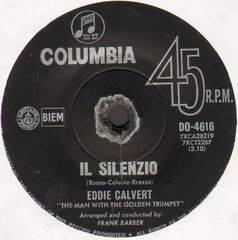 COLUMBIA
45
R.P.M.
DO-4616
7XCA28219
7XCT2267
(3.10)
BIEM
IL SILENZIO
(Rosso-Celeste-Brezza)
EDDIE CALVERT
"THE MAN WITH THE GOLDEN TRUMPET"
Arranged and conducted by
FRANK BARBER